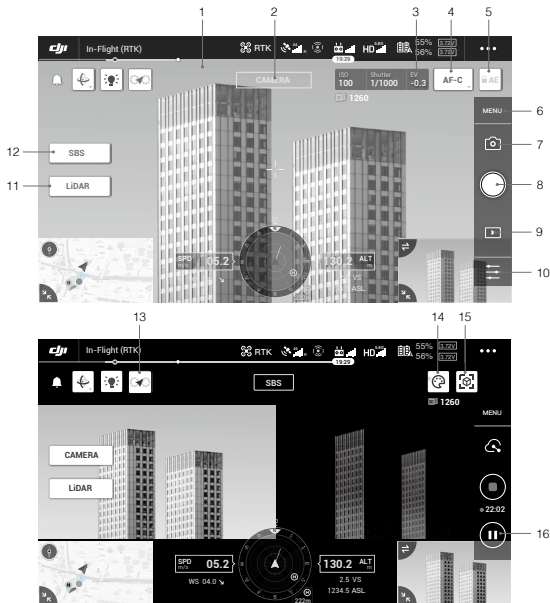 1 2 3 4 5
dji In-Flight (RTK) RTK HD 55% 3.72V
56% 3.72V
19:29
CAMERA ISO 100 Shutter 1/1000 EV -0.3 AF-C AE
1260
MENU 6
7
12 SBS
11 LiDAR 8
9
SPD m/s 05.2 130.2 ALT m
VS
ASL
10
13 14 15
dji In-Flight (RTK) RTK HD 55% 3.72V
56% 3.72V
19:29
SBS
1260
MENU
CAMERA
LiDAR
22:02
16
SPD m/s 05.2 130.2 ALT m
WS 04.0 2.5 VS
1234.5 ASL
222m